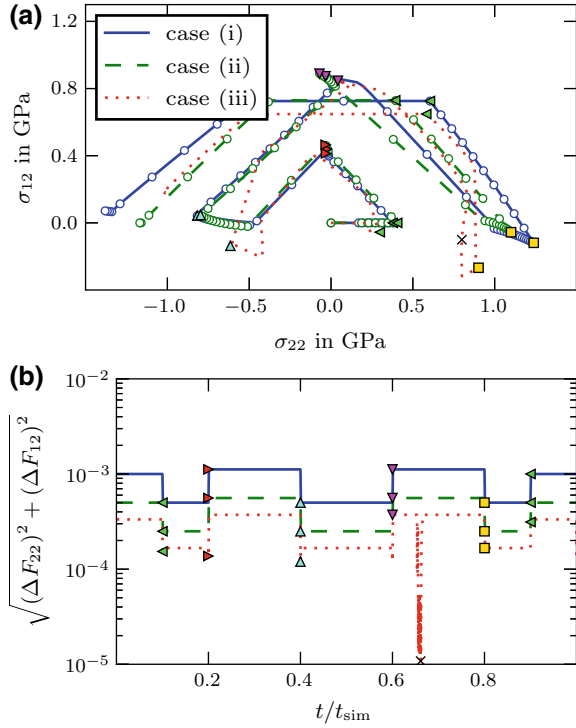 (a)
1.2
0.8
0.4
0.0
σ12 in GPa
case (i)
case (ii)
case (iii)
−1.0 −0.5 0.0 0.5 1.0
σ22 in GPa
(b)
10−2
10−3
10−4
10−5
√(ΔF22)2 + (ΔF12)2
0.2 0.4 0.6 0.8
t/tsim